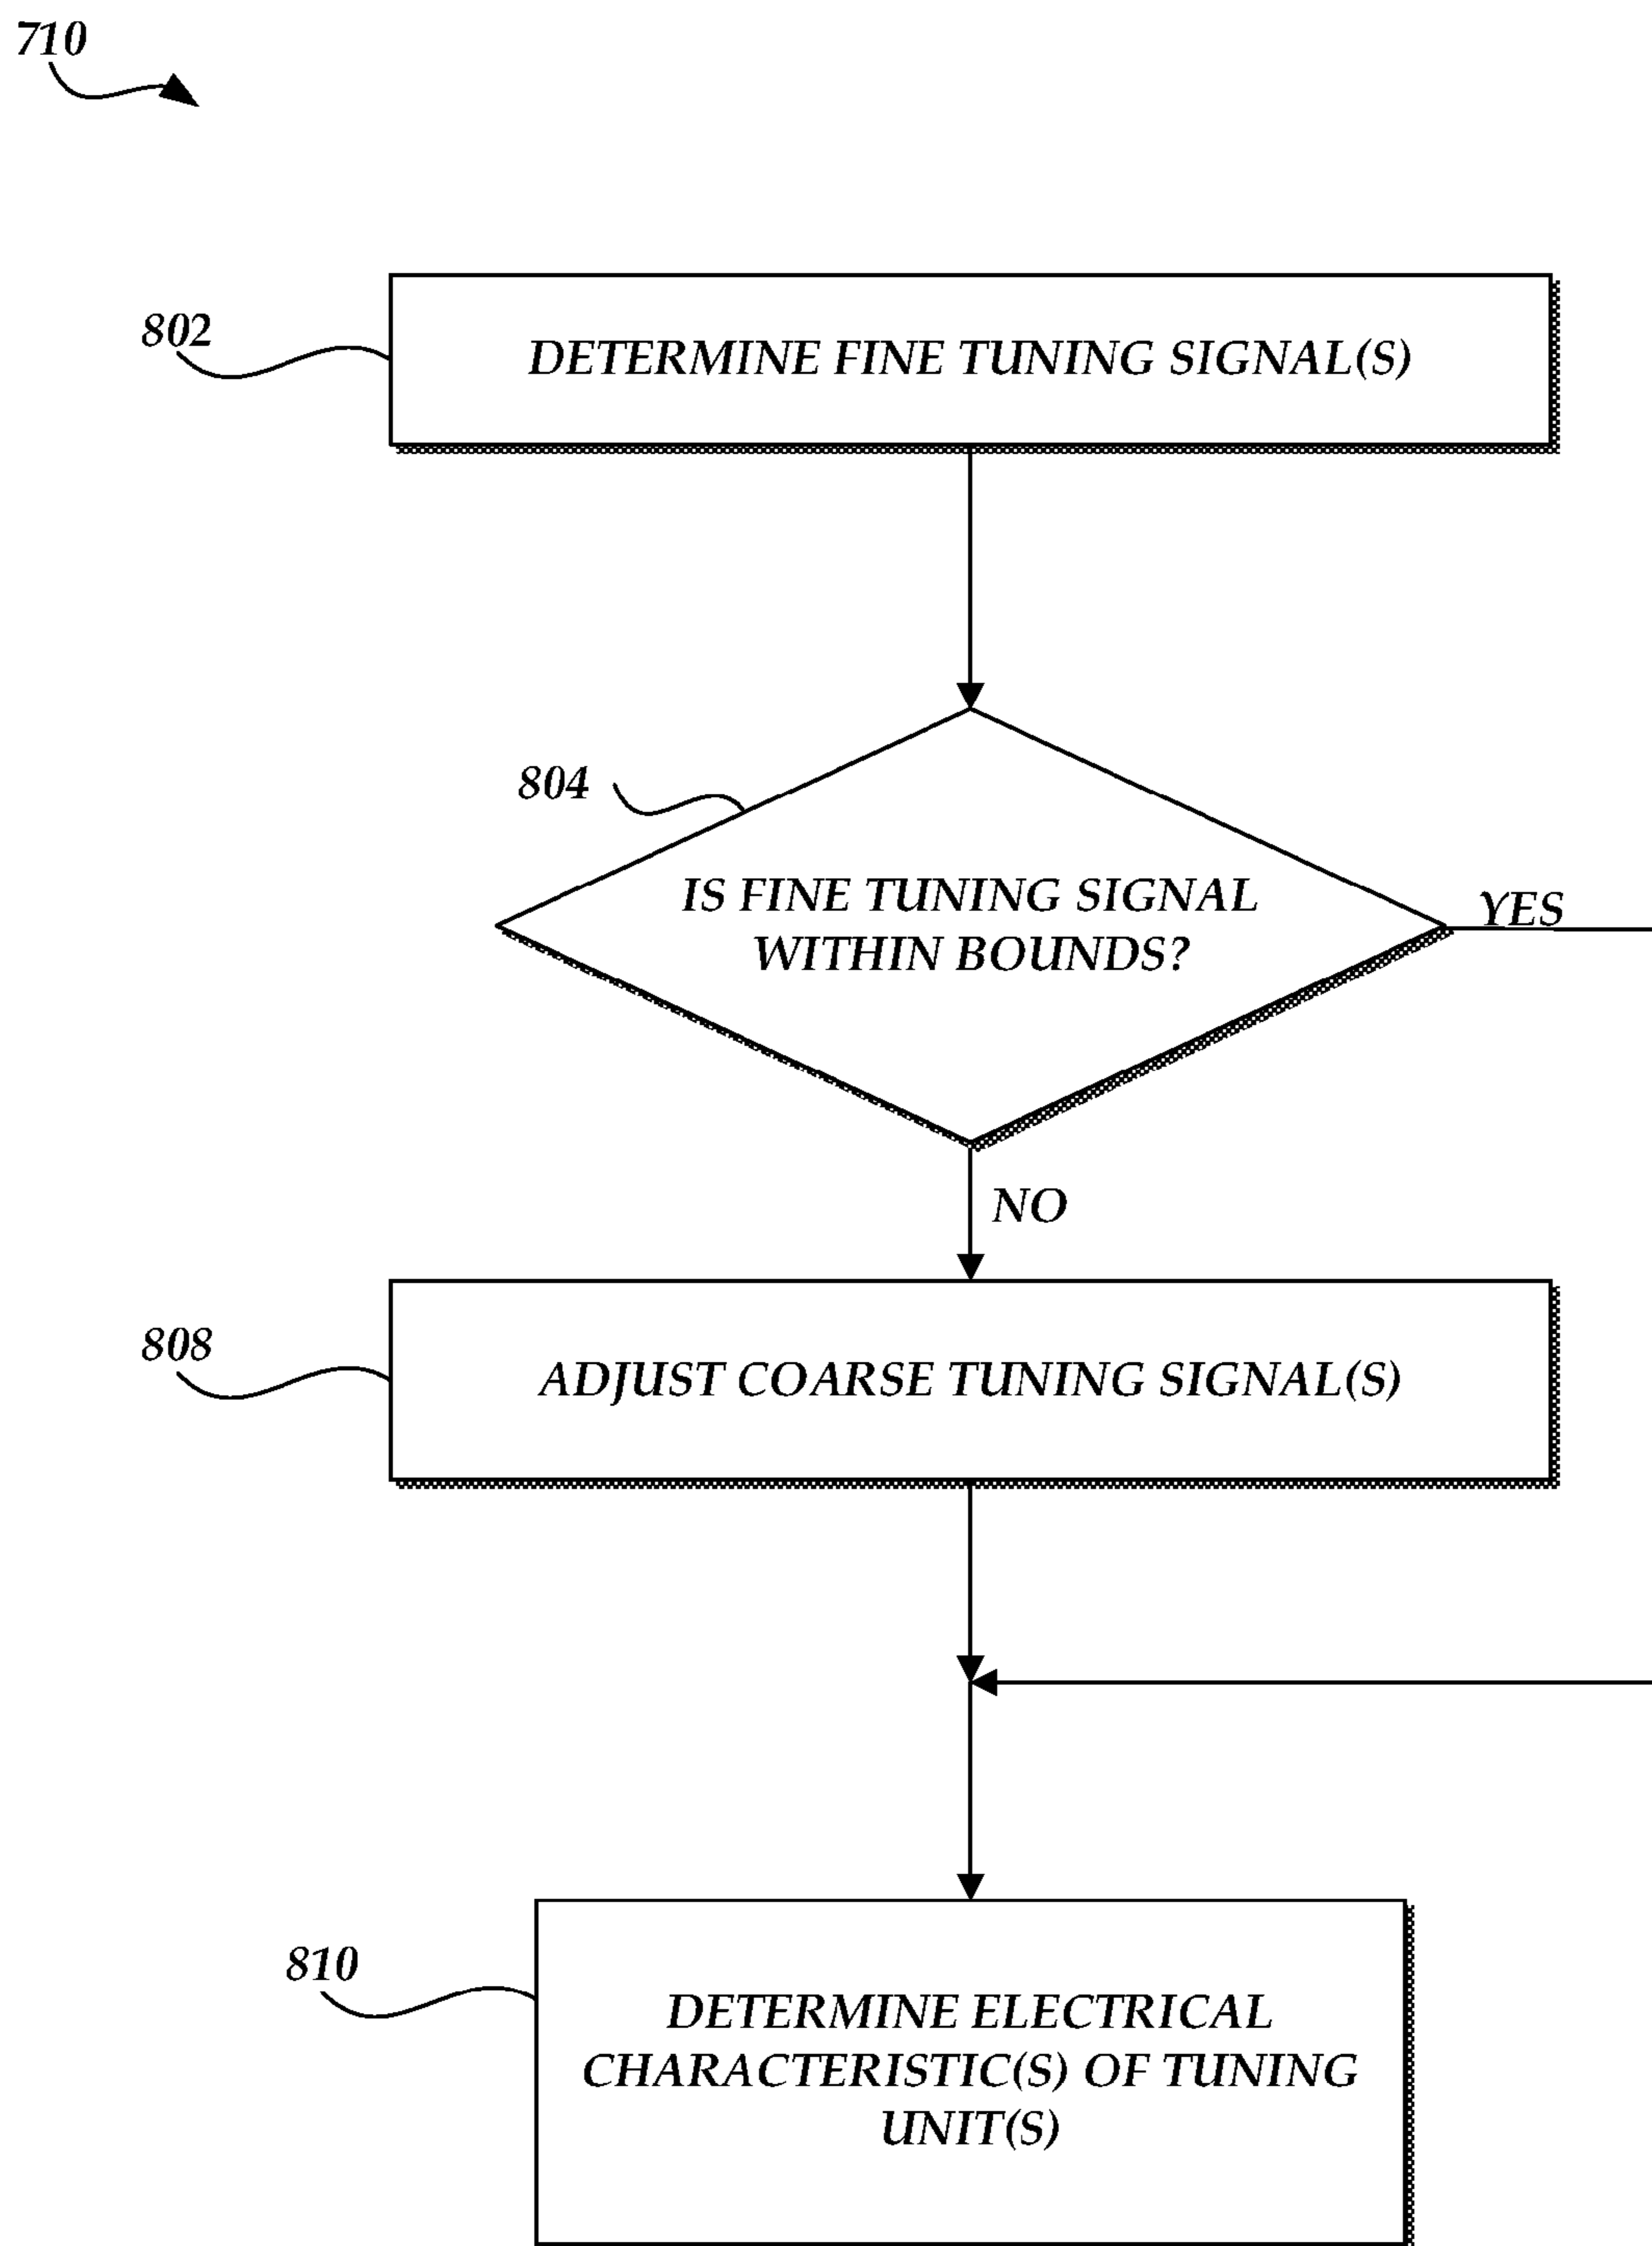 710
802
DETERMINE FINE TUNING SIGNAL(S)
804
IS FINE TUNING SIGNAL
WITHIN BOUNDS?
YES
NO
808
ADJUST COARSE TUNING SIGNAL(S)
810
DETERMINE ELECTRICAL
CHARACTERISTIC(S) OF TUNING
UNIT(S)